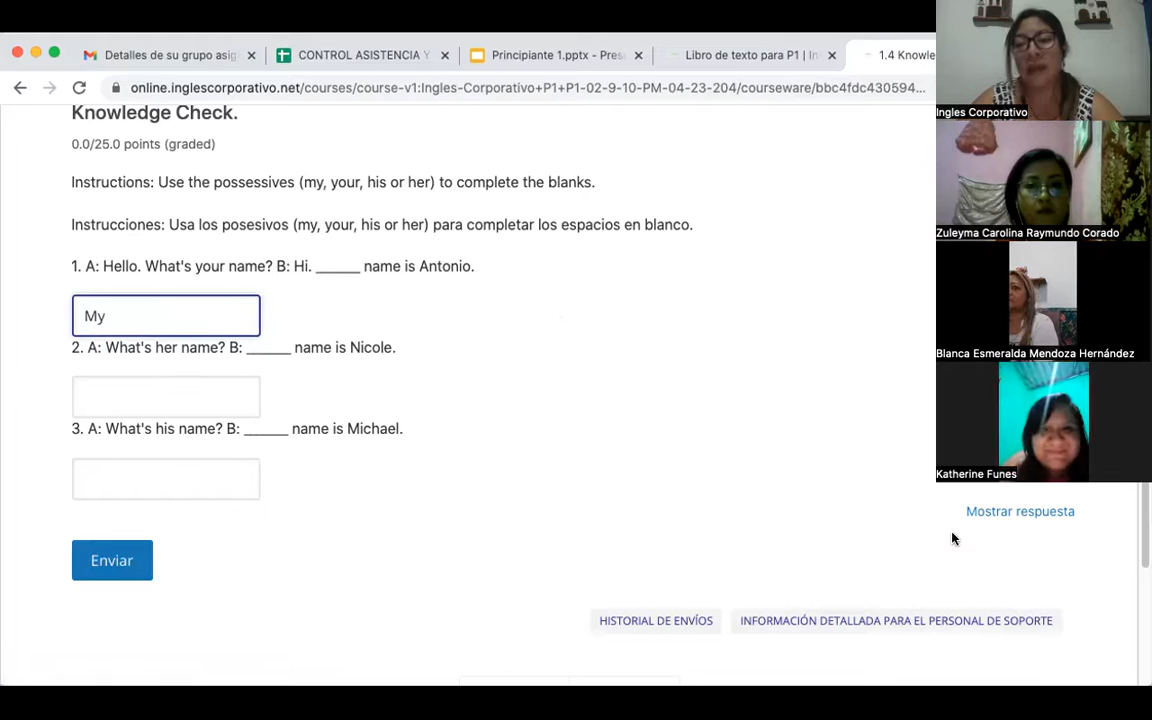 Detalles de su grupo asig
CONTROL ASISTENCIA Y
Principiante 1.pptx - Pres
Libro de texto para P1 | In
1.4 Knowle
online.inglescorporativo.net/courses/course-v1:Ingles-Corporativo+P1+P1-02-9-10-PM-04-23-204/courseware/bbc4fdc430594...
Knowledge Check.
0.0/25.0 points (graded)
Instructions: Use the possessives (my, your, his or her) to complete the blanks.
Instrucciones: Usa los posesivos (my, your, his or her) para completar los espacios en blanco.
1. A: Hello. What's your name? B: Hi. ______ name is Antonio.
My
2. A: What's her name? B: ______ name is Nicole.
3. A: What's his name? B: ______ name is Michael.
Mostrar respuesta
Enviar
HISTORIAL DE ENVÍOS
INFORMACIÓN DETALLADA PARA EL PERSONAL DE SOPORTE
Ingles Corporativo
Zuleyma Carolina Raymundo Corado
Blanca Esmeralda Mendoza Hernández
Katherine Funes